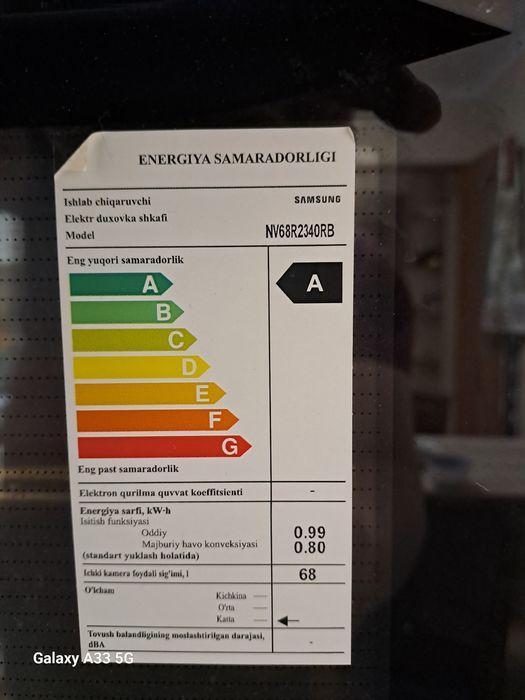 ENERGIYA SAMARADORLIGI
Ishlab chiqaruvchi SAMSUNG
Elektr duxovka shkafi
Model NV68R2340RB
Eng yuqori samaradorlik
A A
B
C
D
E
F
G
Eng past samaradorlik
Elektron qurilma quvvat koeffitsienti -
Energiya sarfi, kW-h
Isitish funksiyasi
Oddiy 0.99
Majburiy havo konveksiyasi 0.80
(standart yuklash holatida)
Ichki kamera foydali sig'imi, l 68
O'lcham
Kichkina —
O'rta —
Katta —
Tovush balandligining moslashtirilgan darajasi,
dBA -
Galaxy A33 5G